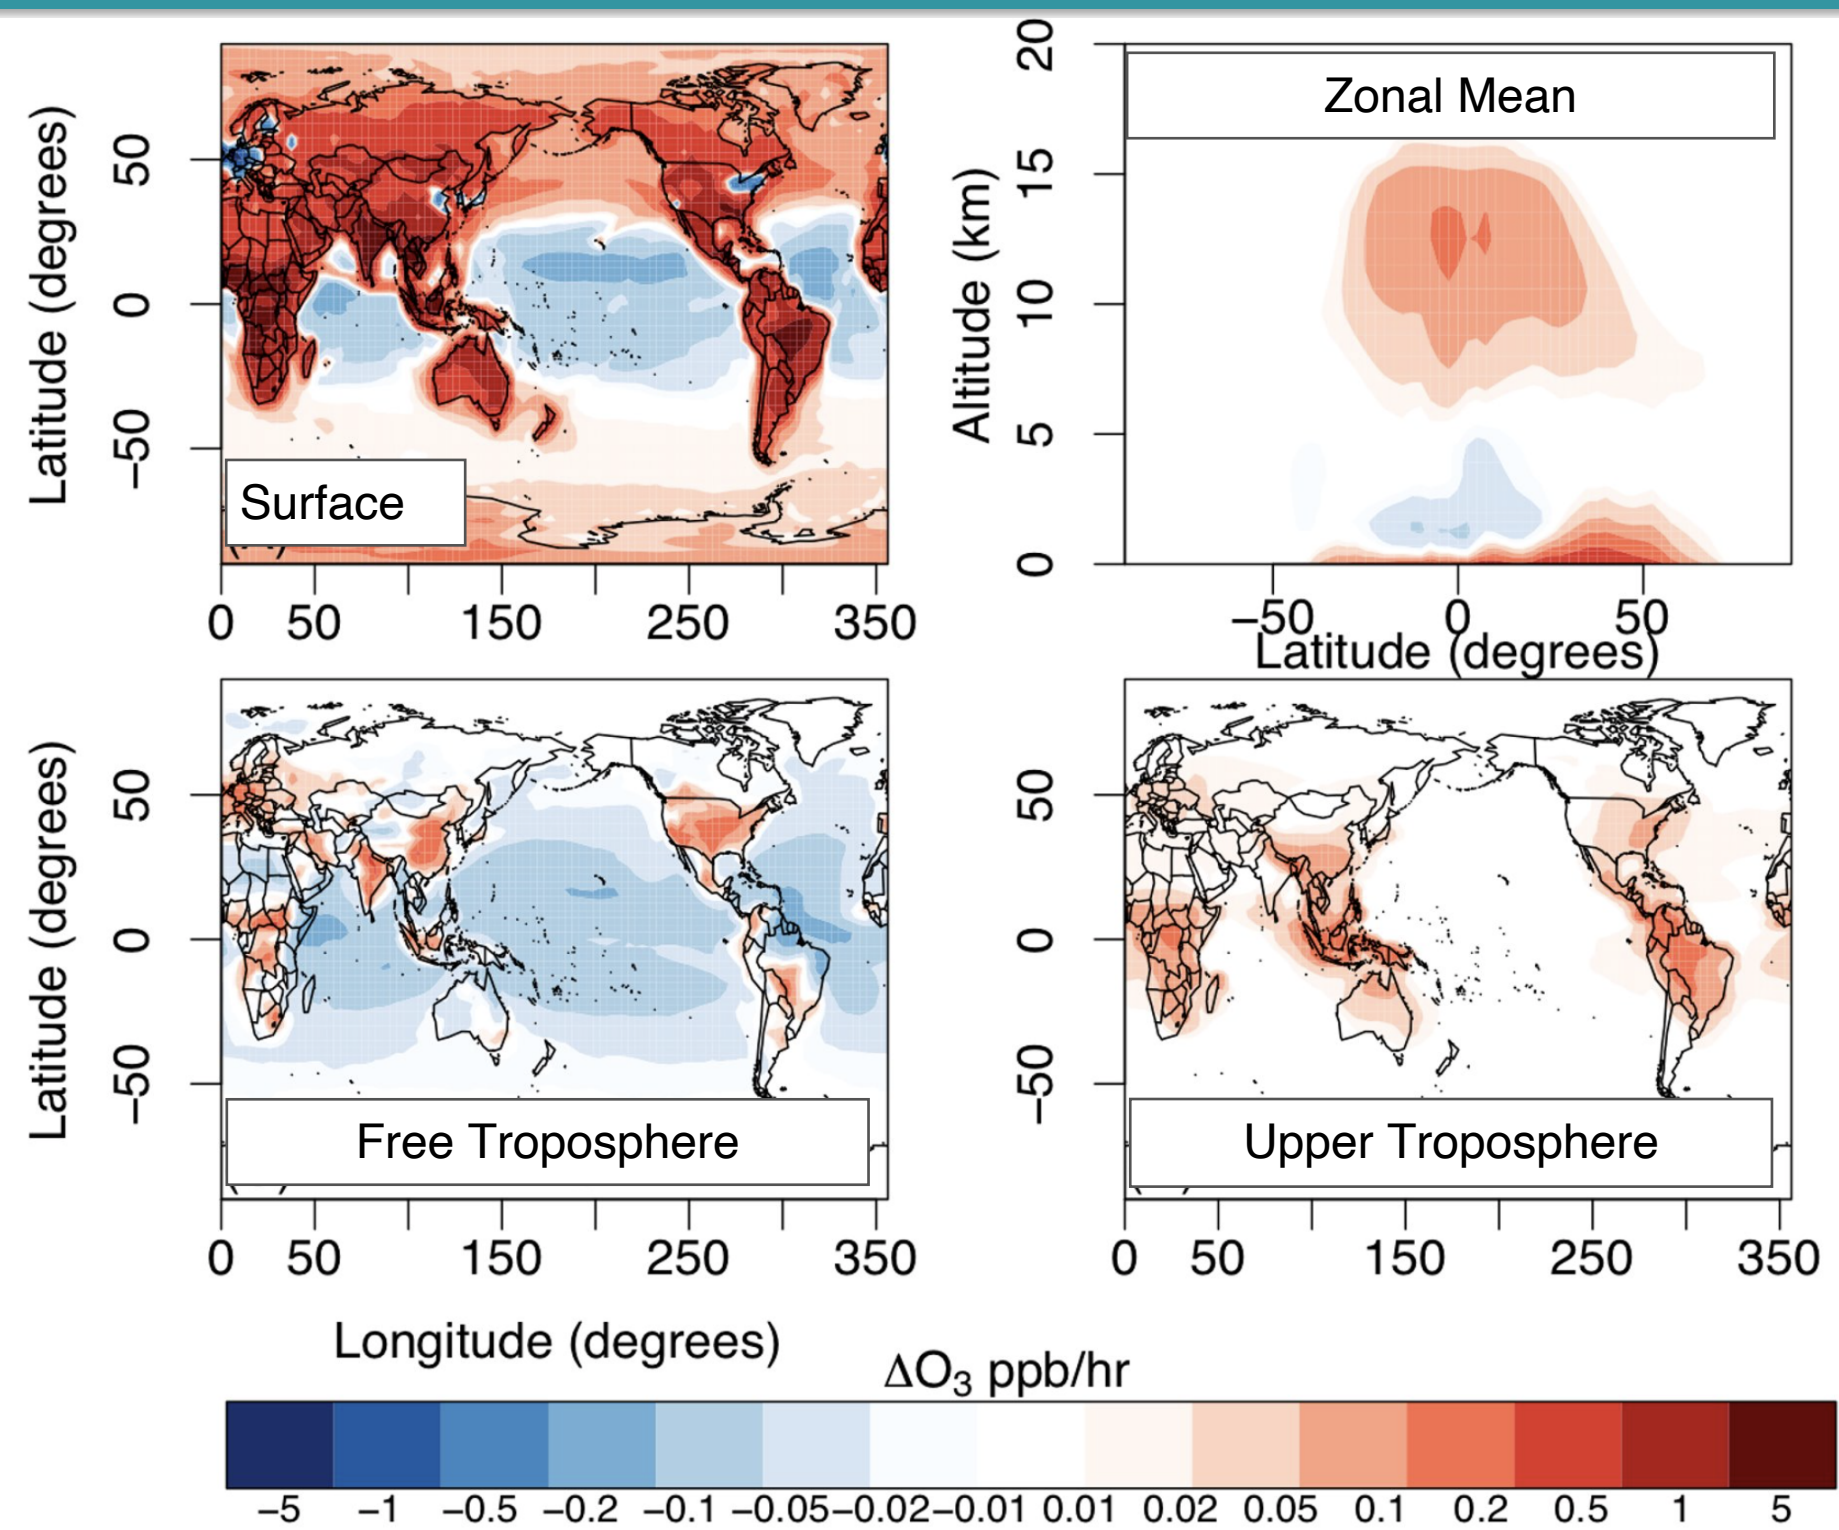 Latitude (degrees)
50
0
−50
Surface
0
50
150
250
350
Zonal Mean
Altitude (km)
20
15
10
5
0
−50
0
50
Latitude (degrees)
Latitude (degrees)
50
0
−50
Free Troposphere
0
50
150
250
350
50
0
−50
Upper Troposphere
0
50
150
250
350
Longitude (degrees)
ΔO₃ ppb/hr
−5 −1 −0.5 −0.2 −0.1 −0.05 −0.02 −0.01 0.01 0.02 0.05 0.1 0.2 0.5 1 5